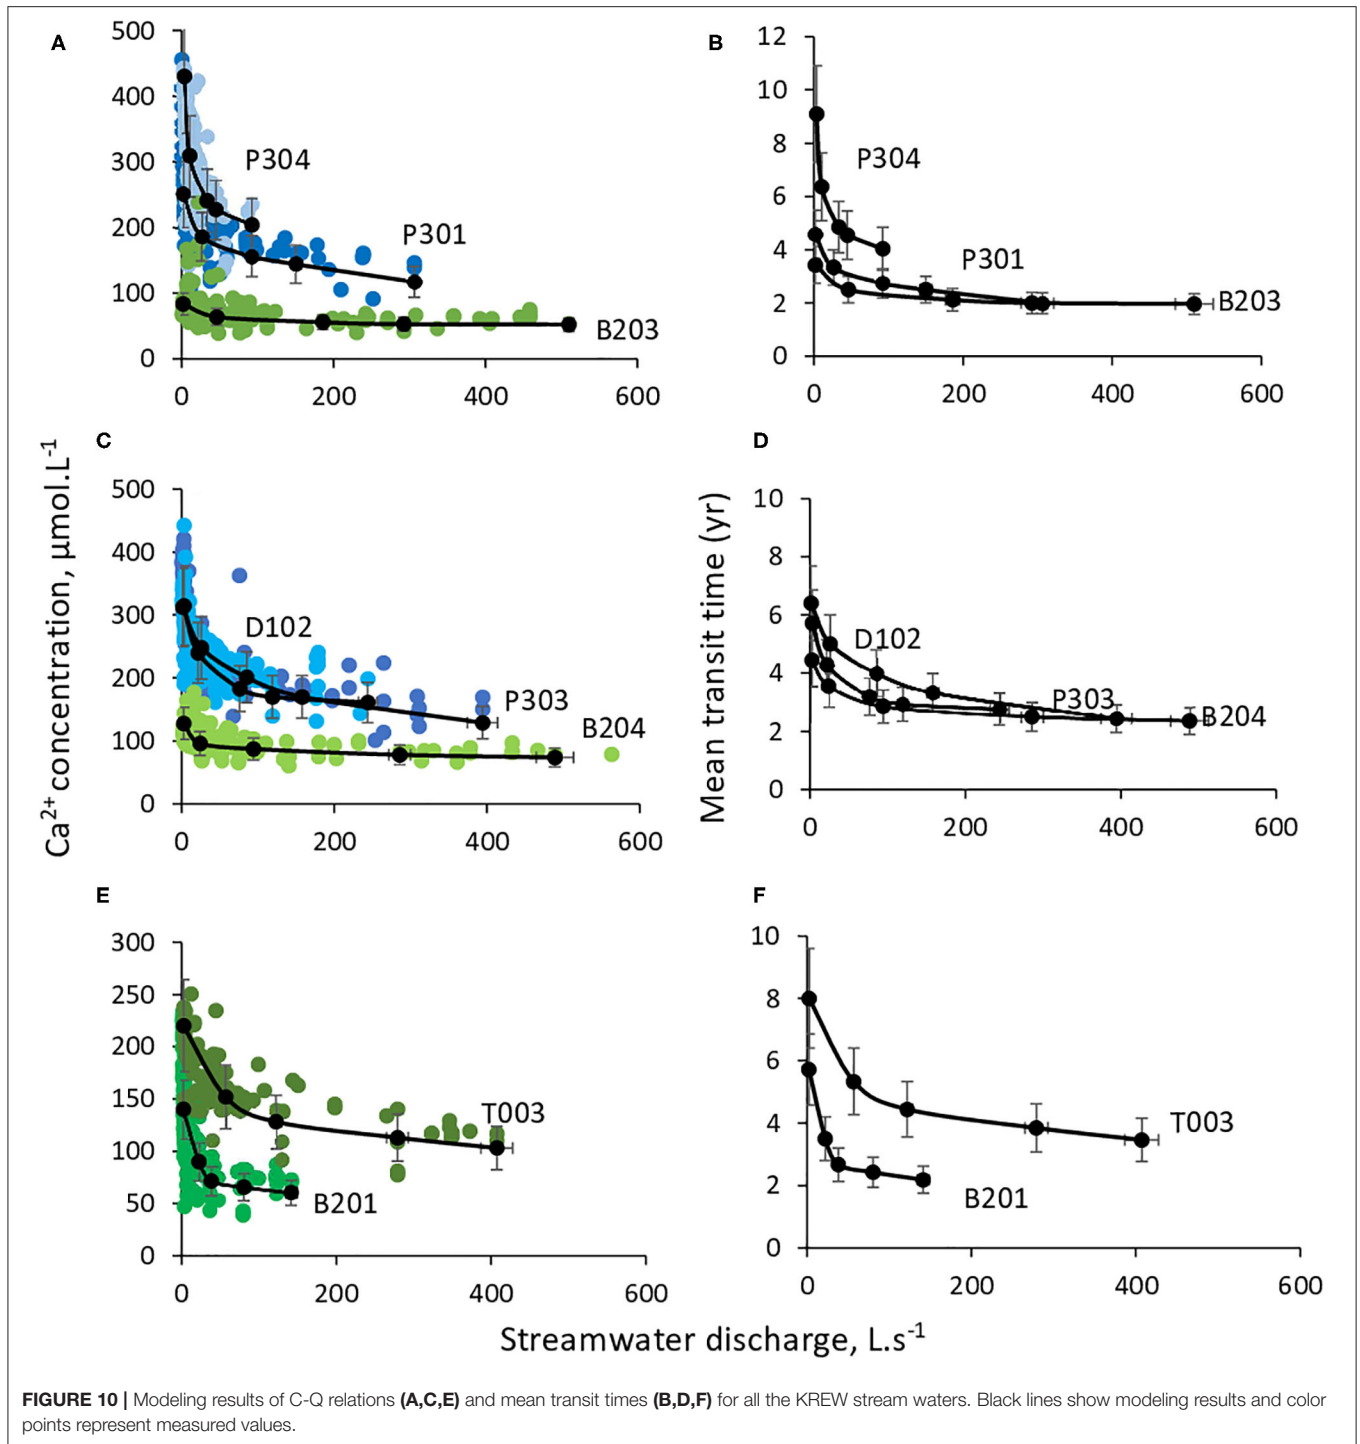 A
500
400
300
200
100
0
P304
P301
B203
0 200 400 600
B
12
10
8
6
4
2
0
P304
P301
B203
0 200 400 600
Ca²⁺ concentration, µmol.L⁻¹
C
500
400
300
200
100
0
D102
P303
B204
0 200 400 600
Mean transit time (yr)
D
10
8
6
4
2
0
D102
P303
B204
0 200 400 600
E
300
250
200
150
100
50
0
T003
B201
0 200 400 600
F
10
8
6
4
2
0
T003
B201
0 200 400 600
Streamwater discharge, L.s⁻¹
FIGURE 10 | Modeling results of C-Q relations (A,C,E) and mean transit times (B,D,F) for all the KREW stream waters. Black lines show modeling results and color
points represent measured values.